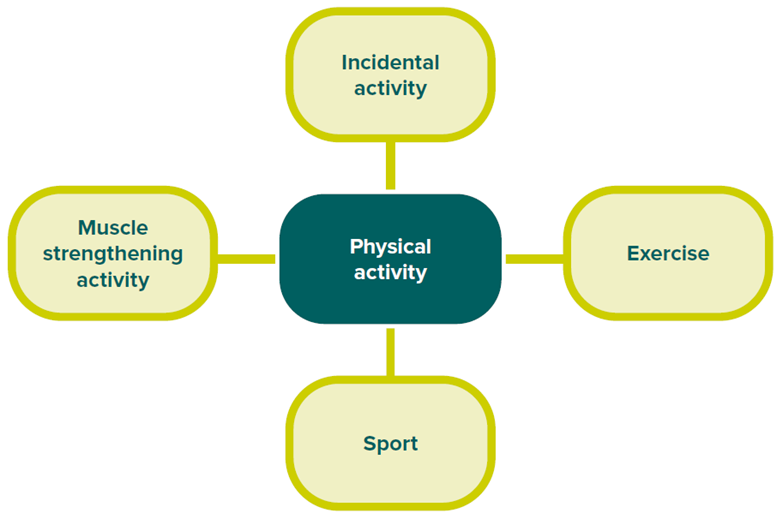 Incidental
activity
Muscle
strengthening
activity
Physical
activity
Exercise
Sport